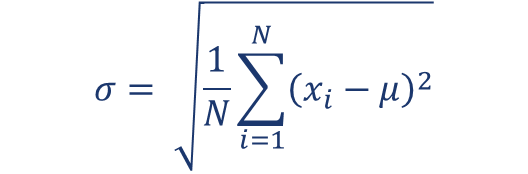 σ = √(1/N ∑_{i=1}^{N} (x_i − μ)²)